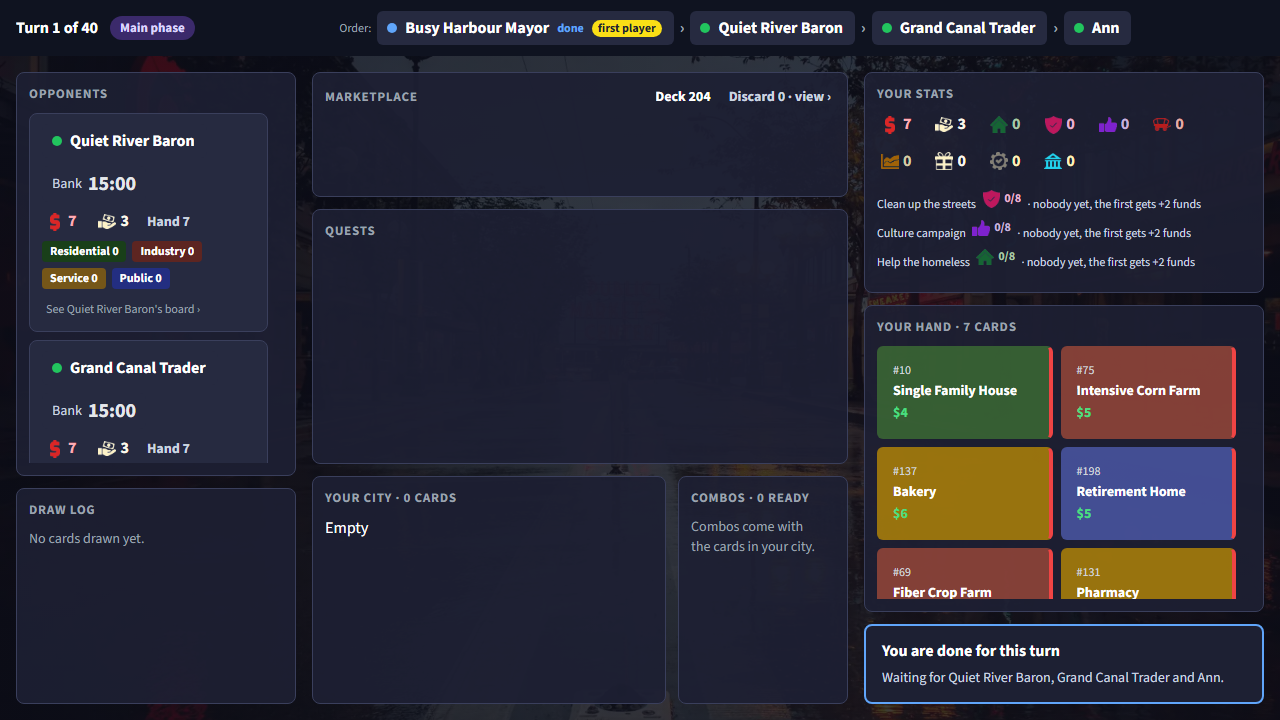 Turn 1 of 40 Main phase Order: Busy Harbour Mayor done first player › Quiet River Baron › Grand Canal Trader › Ann
OPPONENTS
Quiet River Baron
Bank 15:00
7 3 Hand 7
Residential 0 Industry 0
Service 0 Public 0
See Quiet River Baron's board ›
Grand Canal Trader
Bank 15:00
7 3 Hand 7
DRAW LOG
No cards drawn yet.
MARKETPLACE Deck 204 Discard 0 · view ›
QUESTS
YOUR CITY · 0 CARDS
Empty
COMBOS · 0 READY
Combos come with
the cards in your city.
YOUR STATS
7 3 0 0 0 0
0 0 0 0
Clean up the streets 0/8 · nobody yet, the first gets +2 funds
Culture campaign 0/8 · nobody yet, the first gets +2 funds
Help the homeless 0/8 · nobody yet, the first gets +2 funds
YOUR HAND · 7 CARDS
#10
Single Family House
$4
#75
Intensive Corn Farm
$5
#137
Bakery
$6
#198
Retirement Home
$5
#69
Fiber Crop Farm
#131
Pharmacy
You are done for this turn
Waiting for Quiet River Baron, Grand Canal Trader and Ann.